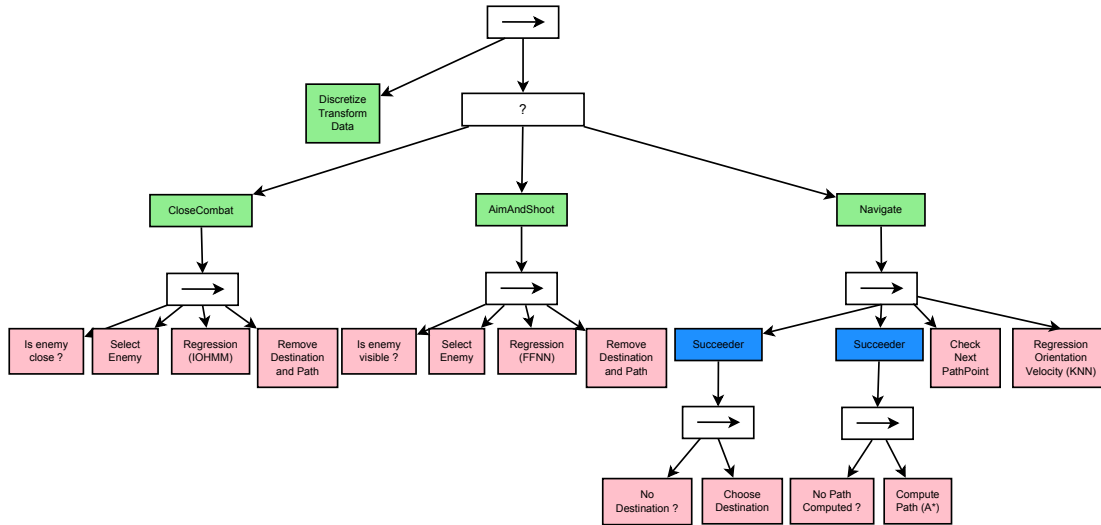 Discretize
Transform
Data
?
CloseCombat
AimAndShoot
Navigate
Is enemy
close ?
Select
Enemy
Regression
(IOHMM)
Remove
Destination
and Path
Is enemy
visible ?
Select
Enemy
Regression
(FFNN)
Remove
Destination
and Path
Succeeder
Succeeder
Check
Next
PathPoint
Regression
Orientation
Velocity (KNN)
No
Destination ?
Choose
Destination
No Path
Computed ?
Compute
Path (A*)